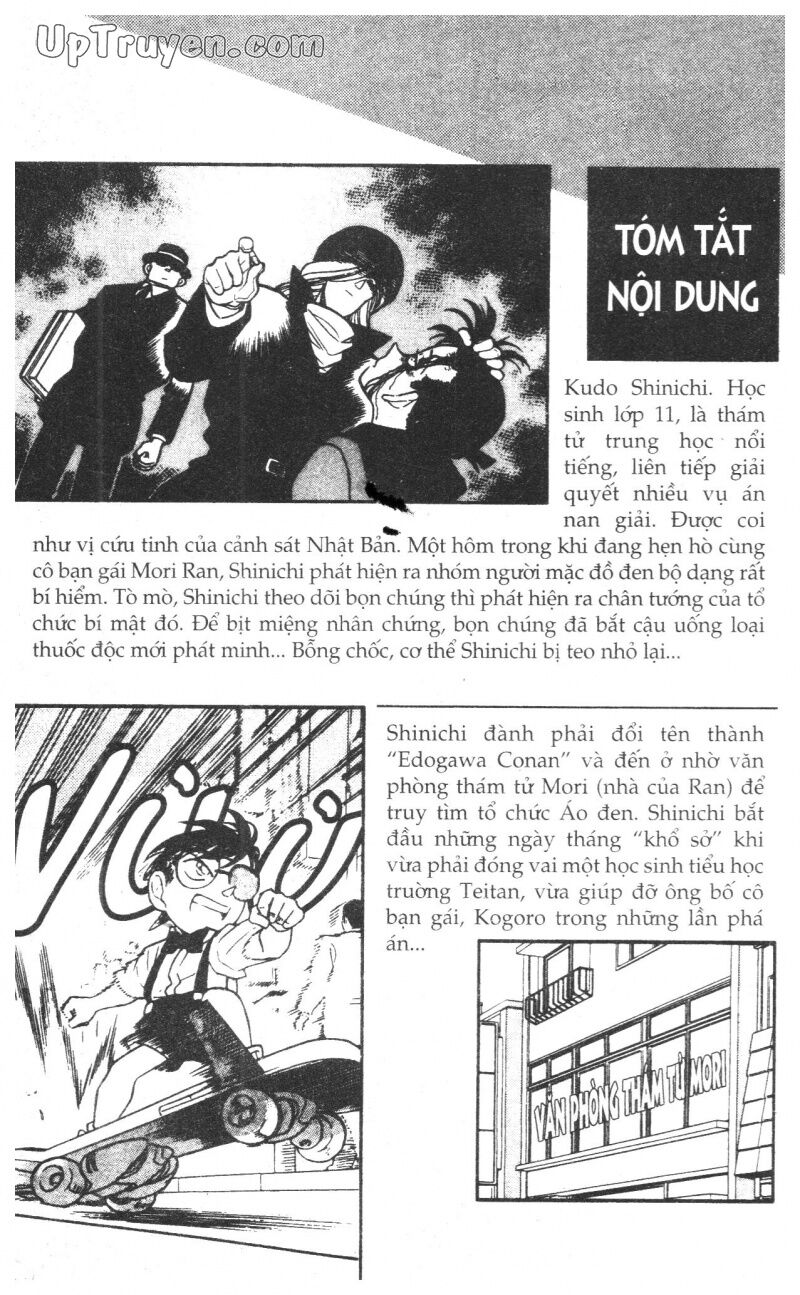 UpTruyen.com
TÓM TẮT
NỘI DUNG
Kudo Shinichi. Học
sinh lớp 11, là thám
tử trung học nổi
tiếng, liên tiếp giải
quyết nhiều vụ án
nan giải. Được coi
như vị cứu tinh của cảnh sát Nhật Bản. Một hôm trong khi đang hẹn hò cùng
cô bạn gái Mori Ran, Shinichi phát hiện ra nhóm người mặc đồ đen bộ dạng rất
bí hiểm. Tò mò, Shinichi theo dõi bọn chúng thì phát hiện ra chân tướng của tổ
chức bí mật đó. Để bịt miệng nhân chứng, bọn chúng đã bắt cậu uống loại
thuốc độc mới phát minh... Bỗng chốc, cơ thể Shinichi bị teo nhỏ lại...
Shinichi đành phải đổi tên thành
“Edogawa Conan” và đến ở nhờ văn
phòng thám tử Mori (nhà của Ran) để
truy tìm tổ chức Áo đen. Shinichi bắt
đầu những ngày tháng “khổ sở” khi
vừa phải đóng vai một học sinh tiểu học
truờng Teitan, vừa giúp đỡ ông bố cô
bạn gái, Kogoro trong những lần phá
án...
VĂN PHÒNG THÁM TỬ MORI